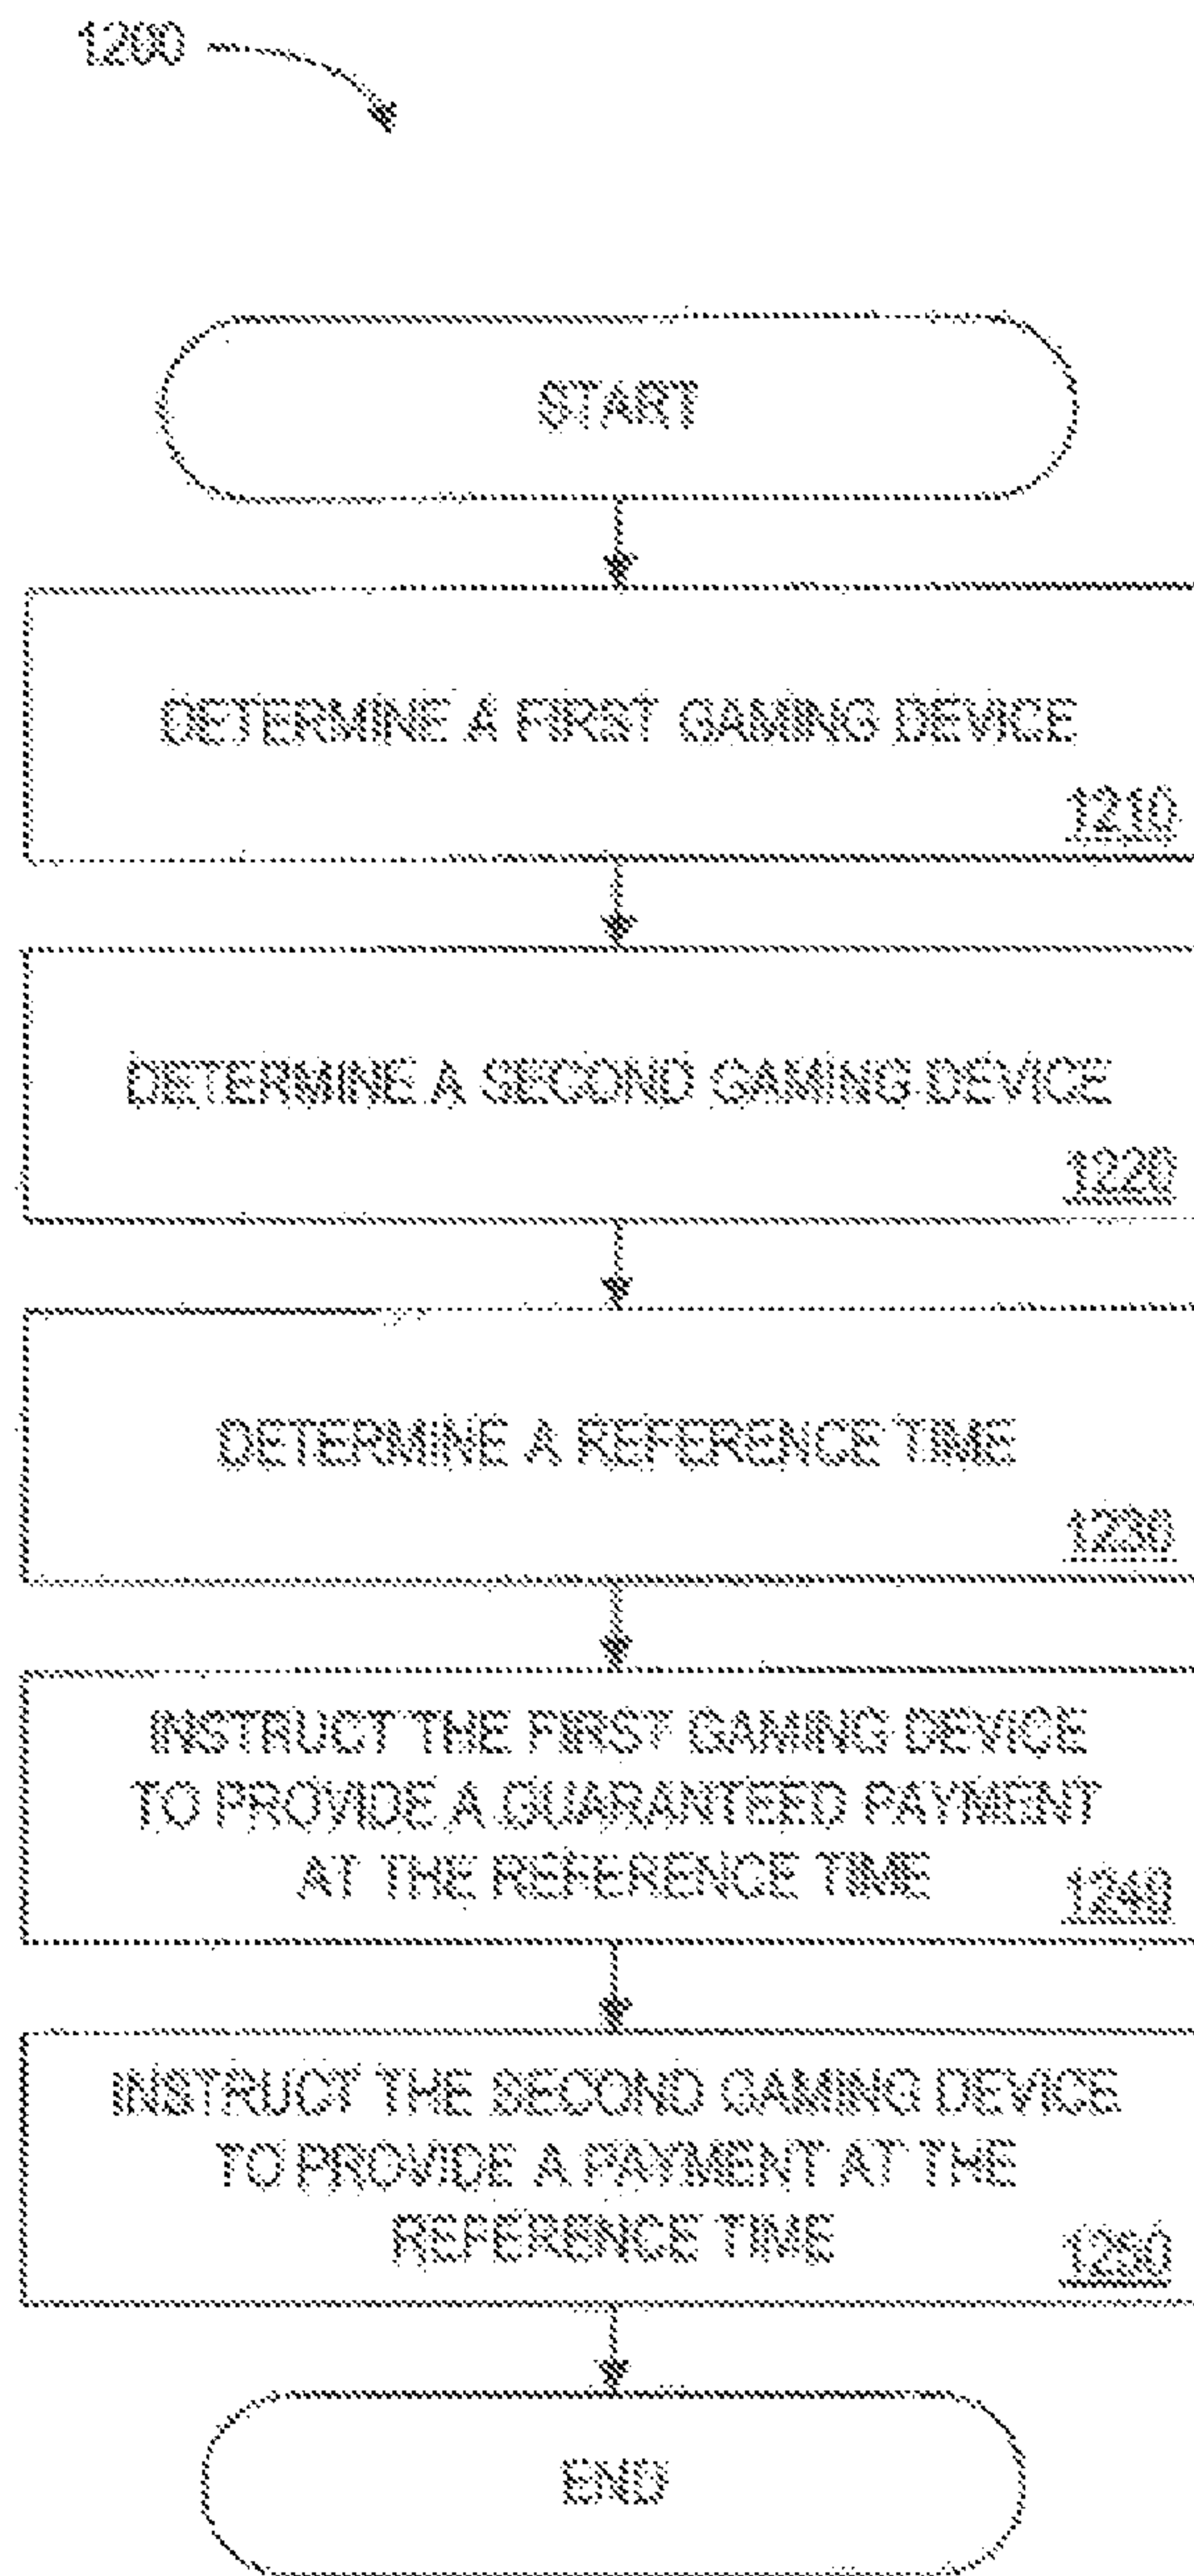 1200
START
DETERMINE A FIRST GAMING DEVICE
1210
DETERMINE A SECOND GAMING DEVICE
1220
DETERMINE A REFERENCE TIME
1230
INSTRUCT THE FIRST GAMING DEVICE
TO PROVIDE A GUARANTEED PAYMENT
AT THE REFERENCE TIME
1240
INSTRUCT THE SECOND GAMING DEVICE
TO PROVIDE A PAYMENT AT THE
REFERENCE TIME
1250
END